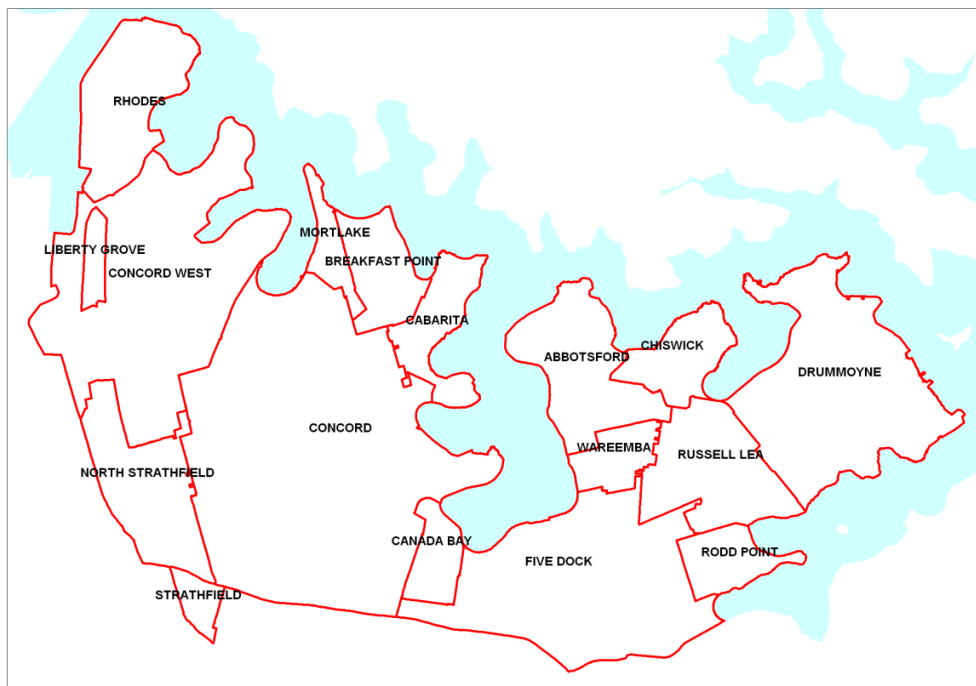 RHODES
MORTLAKE
LIBERTY GROVE
BREAKFAST POINT
CONCORD WEST
CABARITA
CHISWICK
ABBOTSFORD
DRUMMOYNE
CONCORD
WAREEMBA
RUSSELL LEA
NORTH STRATHFIELD
CANADA BAY
RODD POINT
FIVE DOCK
STRATHFIELD